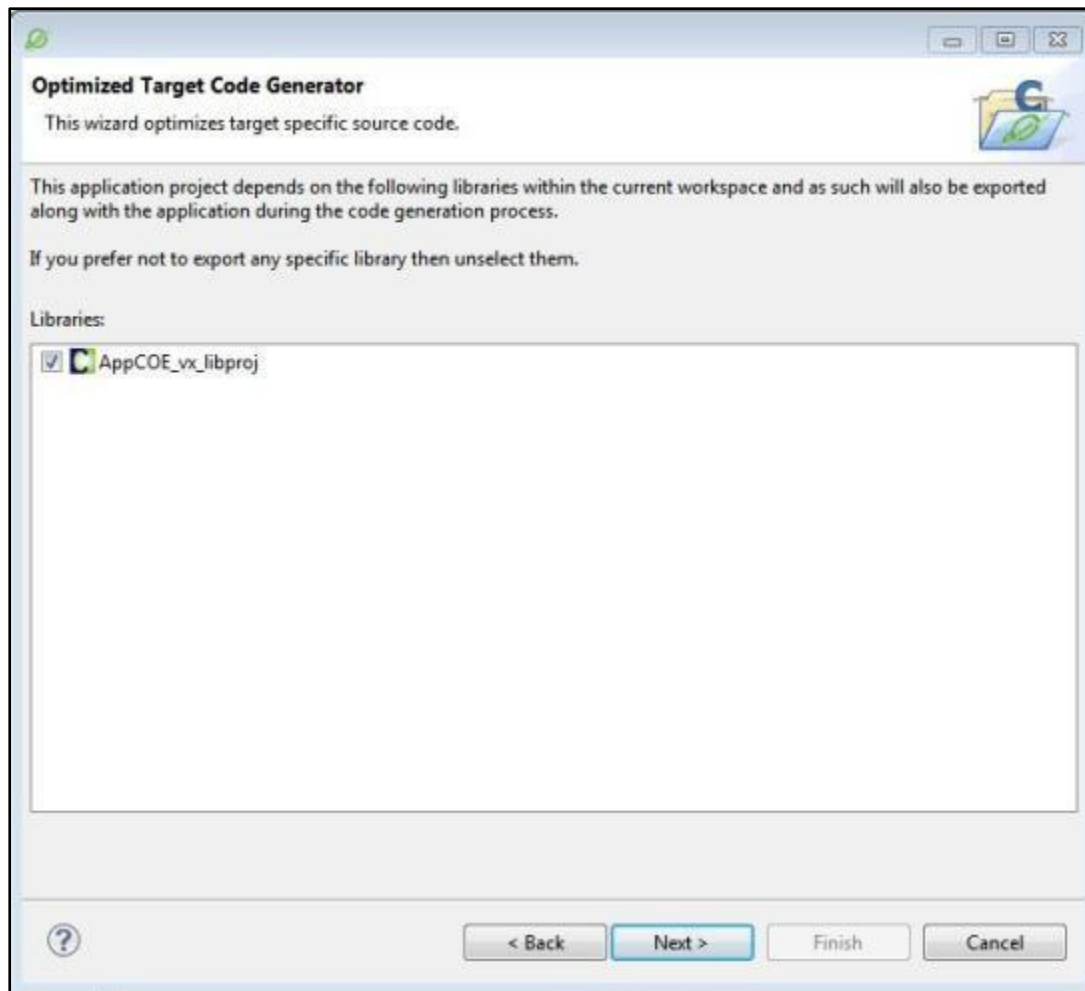 Optimized Target Code Generator
This wizard optimizes target specific source code.
This application project depends on the following libraries within the current workspace and as such will also be exported
along with the application during the code generation process.
If you prefer not to export any specific library then unselect them.
Libraries:
AppCOE_vx_libproj
< Back
Next >
Finish
Cancel